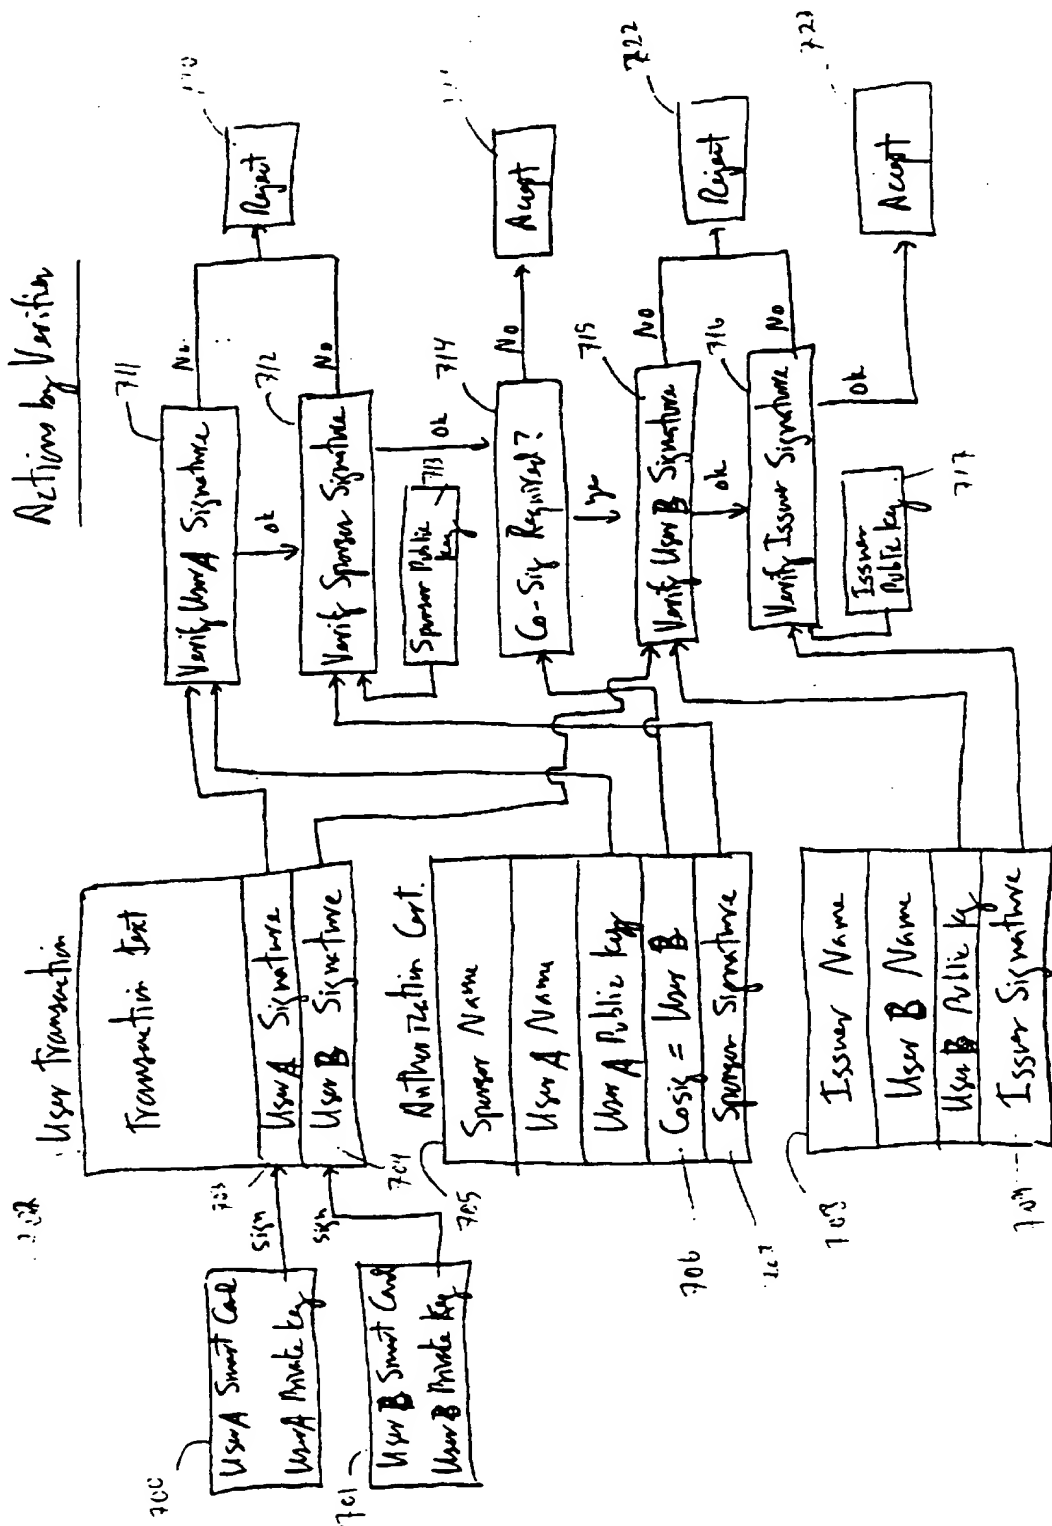 Actions by Verifier
User Transaction
Transaction text
User A Signature
User B Signature
703
704
700
User A Smart Card
User A Private Key
sign
701
User B Smart Card
User B Private Key
sign
Authorization Cert.
705
Sponsor Name
User A Name
User A Public Key
Cosig = User B
706
Sponsor Signature
708
Issuer Name
User B Name
User B Public Key
Issuer Signature
709
711
Verify User A Signature
No
Ok
712
Verify Sponsor Signature
No
Ok
Sponsor Public Key
713
Reject
714
Co-Sig Required?
No
Yes
Accept
715
Verify User B Signature
No
Ok
716
Verify Issuer Signature
No
Ok
Issuer Public Key
717
Reject
722
Accept